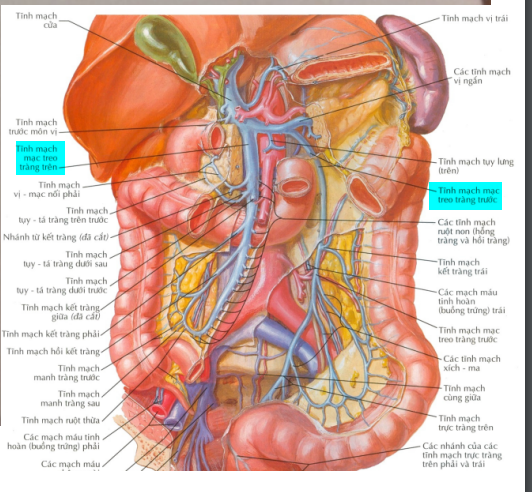 Tĩnh mạch
cửa
Tĩnh mạch
trước môn vị
Tĩnh mạch
mạc treo
tràng trên
Tĩnh mạch
vị - mạc nối phải
Tĩnh mạch
tụy - tá tràng trên trước
Nhánh từ kết tràng (đã cắt)
Tĩnh mạch
tụy - tá tràng dưới sau
Tĩnh mạch
tụy - tá tràng dưới trước
Tĩnh mạch kết tràng
giữa (đã cắt)
Tĩnh mạch kết tràng phải
Tĩnh mạch hồi kết tràng
Tĩnh mạch
manh tràng trước
Tĩnh mạch
manh tràng sau
Tĩnh mạch ruột thừa
Các mạch máu tinh
hoàn (buồng trứng) phải
Các mạch máu
Tĩnh mạch vị trái
Các tĩnh mạch
vị ngắn
Tĩnh mạch tụy lưng
(trên)
Tĩnh mạch mạc
treo tràng trước
Các tĩnh mạch
ruột non (hỗng
tràng và hồi tràng)
Tĩnh mạch
kết tràng trái
Các mạch máu
tinh hoàn
(buồng trứng) trái
Tĩnh mạch mạc
treo tràng trước
Các tĩnh mạch
xích - ma
Tĩnh mạch
cùng giữa
Tĩnh mạch
trực tràng trên
Các nhánh của các
tĩnh mạch trực tràng
trên phải và trái